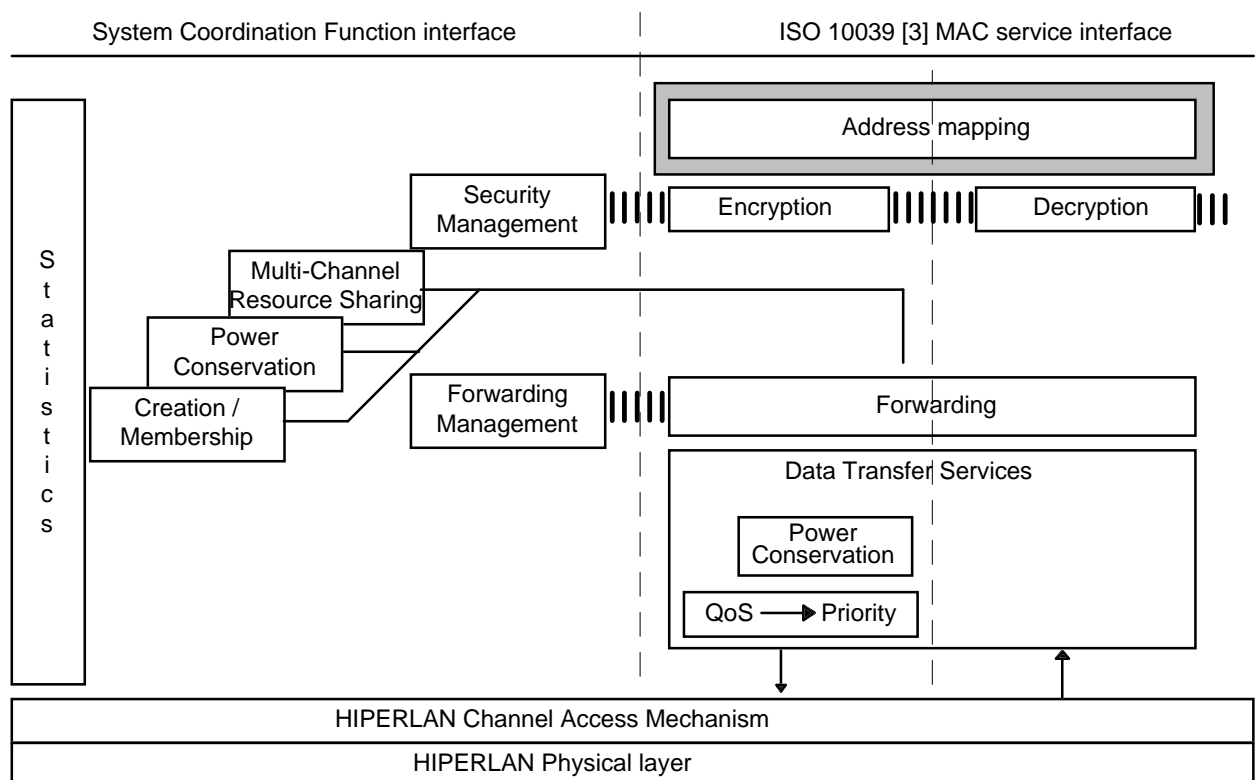 System Coordination Function interface
ISO 10039 [3] MAC service interface
Address mapping
Security
Management
Encryption
Decryption
Statistics
Multi-Channel
Resource Sharing
Power
Conservation
Creation /
Membership
Forwarding
Management
Forwarding
Data Transfer Services
Power
Conservation
QoS
Priority
HIPERLAN Channel Access Mechanism
HIPERLAN Physical layer